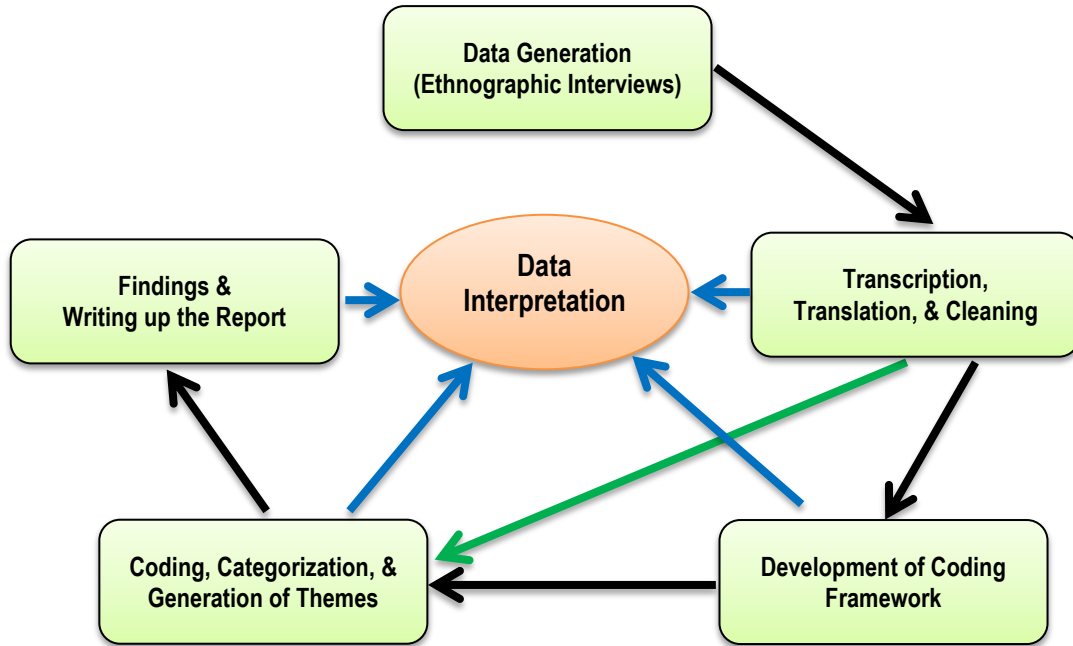 Data Generation
(Ethnographic Interviews)
Findings &
Writing up the Report
Data
Interpretation
Transcription,
Translation, & Cleaning
Coding, Categorization, &
Generation of Themes
Development of Coding
Framework